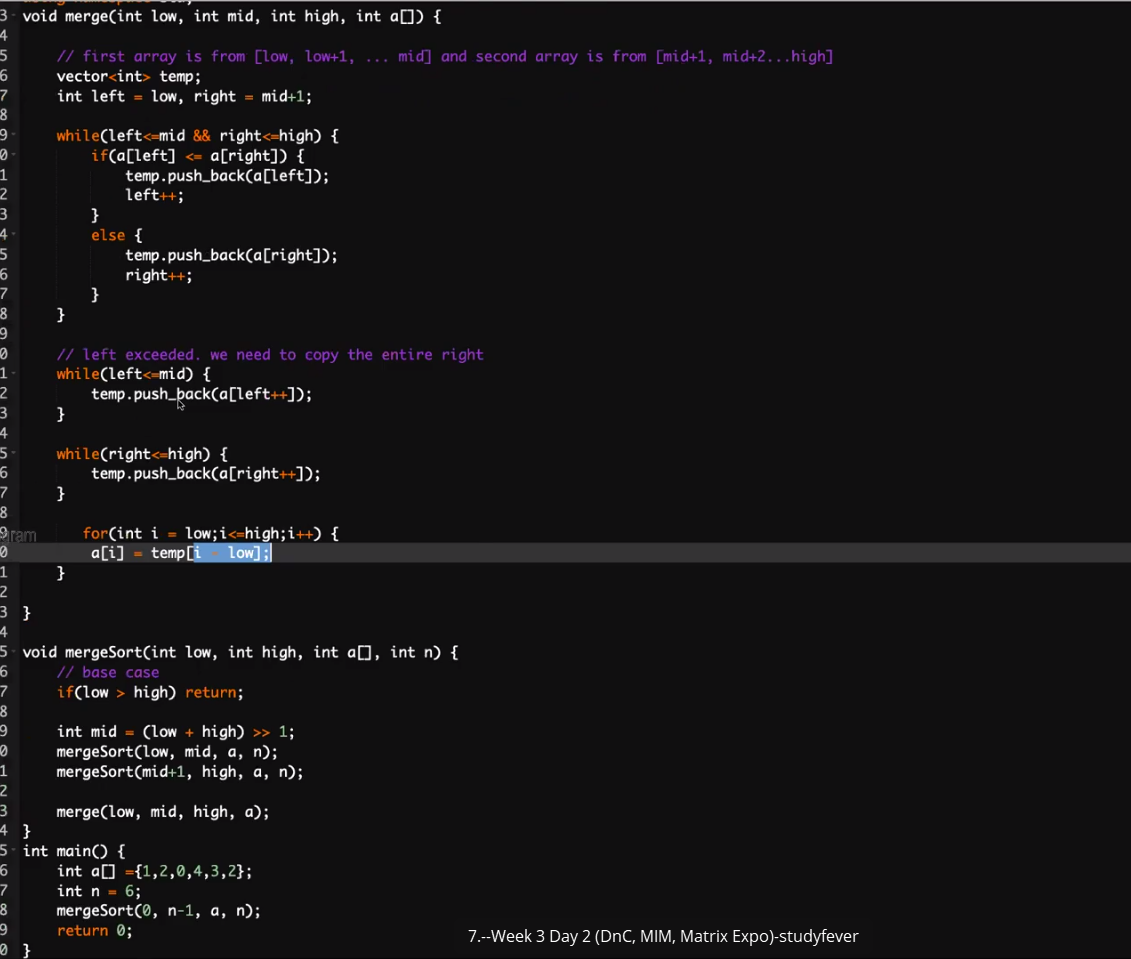 3 void merge(int low, int mid, int high, int a[]) {
4
5 // first array is from [low, low+1, ... mid] and second array is from [mid+1, mid+2...high]
6 vector<int> temp;
7 int left = low, right = mid+1;
8
9 while(left<=mid && right<=high) {
0 if(a[left] <= a[right]) {
1 temp.push_back(a[left]);
2 left++;
3 }
4 else {
5 temp.push_back(a[right]);
6 right++;
7 }
8 }
9
0 // left exceeded. we need to copy the entire right
1 while(left<=mid) {
2 temp.push_back(a[left++]);
3 }
4
5 while(right<=high) {
6 temp.push_back(a[right++]);
7 }
8
9 for(int i = low;i<=high;i++) {
0 a[i] = temp[i - low];
1 }
2
3 }
4
5 void mergeSort(int low, int high, int a[], int n) {
6 // base case
7 if(low > high) return;
8
9 int mid = (low + high) >> 1;
0 mergeSort(low, mid, a, n);
1 mergeSort(mid+1, high, a, n);
2
3 merge(low, mid, high, a);
4 }
5 int main() {
6 int a[] ={1,2,0,4,3,2};
7 int n = 6;
8 mergeSort(0, n-1, a, n);
9 return 0;
0 }
7.--Week 3 Day 2 (DnC, MIM, Matrix Expo)-studyfever